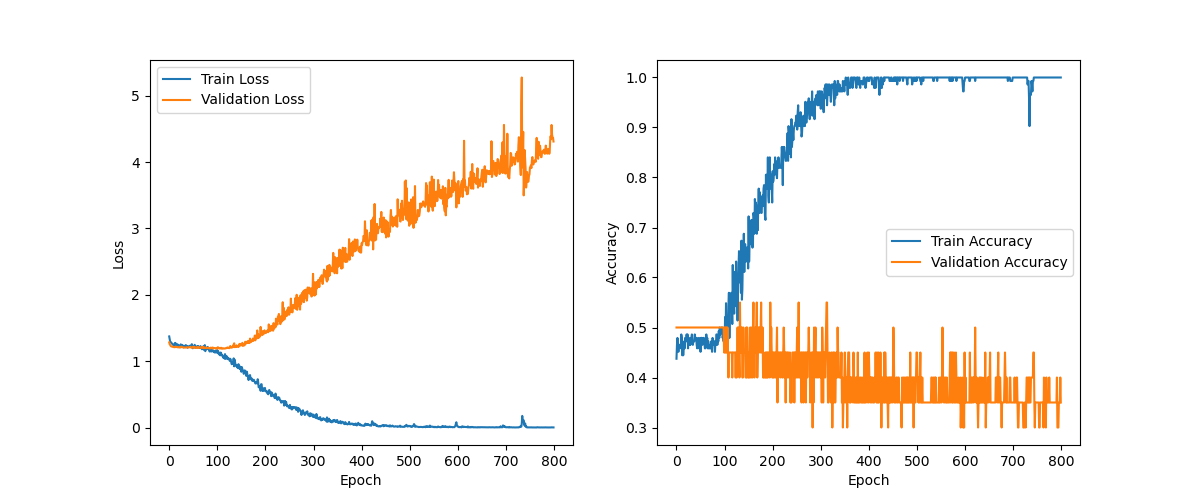 Train Loss
Validation Loss
Loss
5
4
3
2
1
0
0 100 200 300 400 500 600 700 800
Epoch
Train Accuracy
Validation Accuracy
Accuracy
1.0
0.9
0.8
0.7
0.6
0.5
0.4
0.3
0 100 200 300 400 500 600 700 800
Epoch